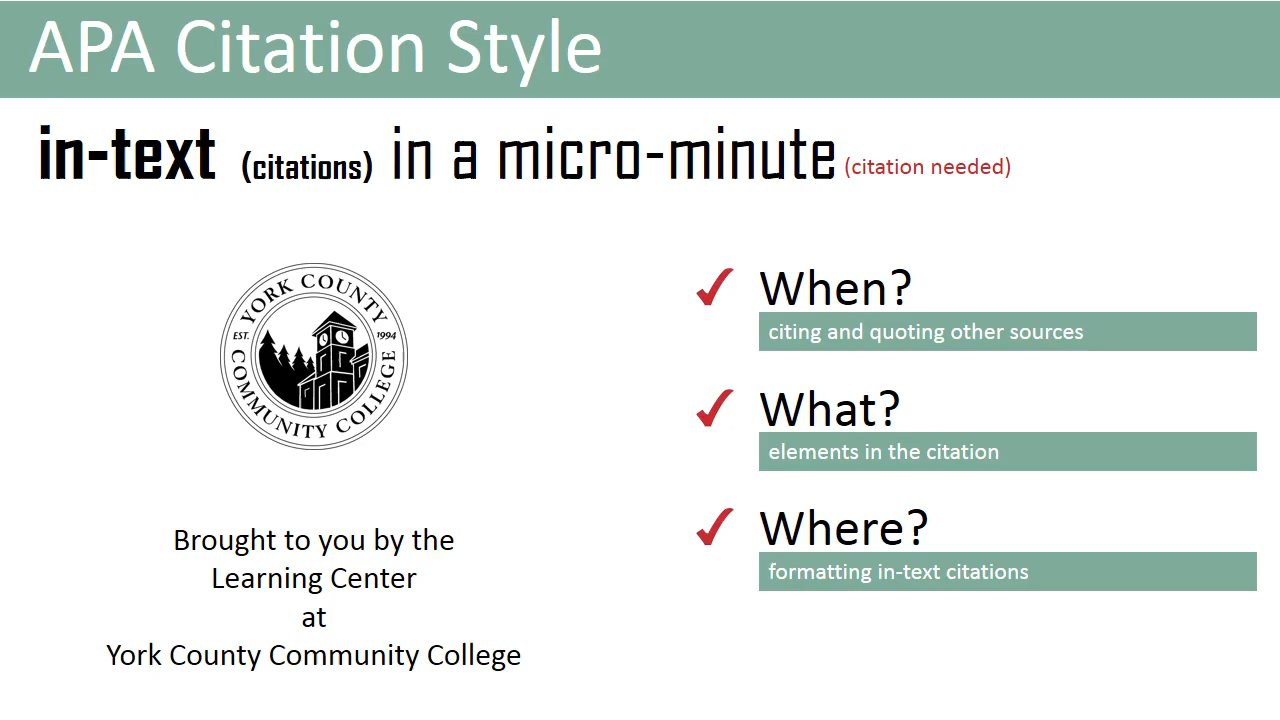 APA Citation Style
in-text (citations) in a micro-minute (citation needed)
YORK COUNTY
EST. 1994
COMMUNITY COLLEGE
Brought to you by the
Learning Center
at
York County Community College
✓ When?
citing and quoting other sources
✓ What?
elements in the citation
✓ Where?
formatting in-text citations